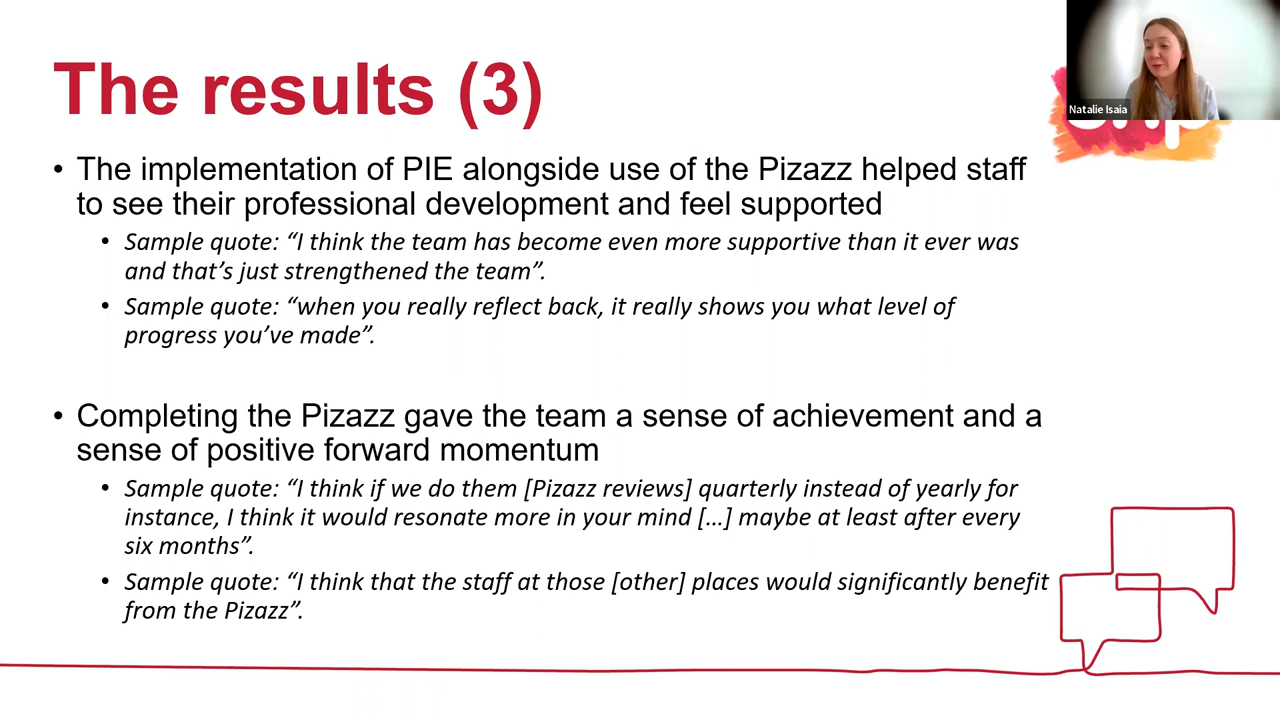 The results (3)
Natalie Isaia
• The implementation of PIE alongside use of the Pizazz helped staff
to see their professional development and feel supported
• Sample quote: “I think the team has become even more supportive than it ever was
and that’s just strengthened the team”.
• Sample quote: “when you really reflect back, it really shows you what level of
progress you’ve made”.
• Completing the Pizazz gave the team a sense of achievement and a
sense of positive forward momentum
• Sample quote: “I think if we do them [Pizazz reviews] quarterly instead of yearly for
instance, I think it would resonate more in your mind […] maybe at least after every
six months”.
• Sample quote: “I think that the staff at those [other] places would significantly benefit
from the Pizazz”.